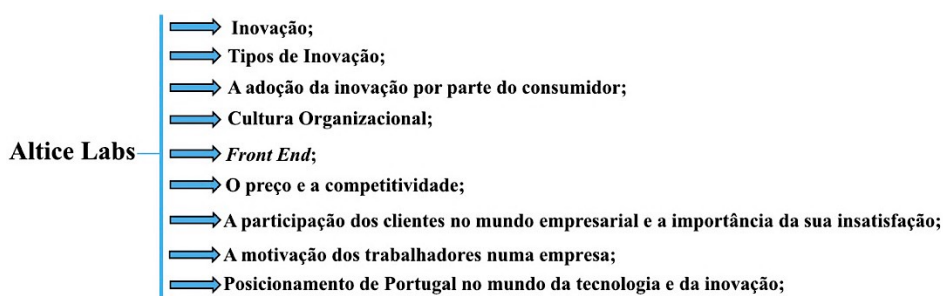 Inovação;
Tipos de Inovação;
A adoção da inovação por parte do consumidor;
Cultura Organizacional;
Altice Labs
Front End;
O preço e a competitividade;
A participação dos clientes no mundo empresarial e a importância da sua insatisfação;
A motivação dos trabalhadores numa empresa;
Posicionamento de Portugal no mundo da tecnologia e da inovação;